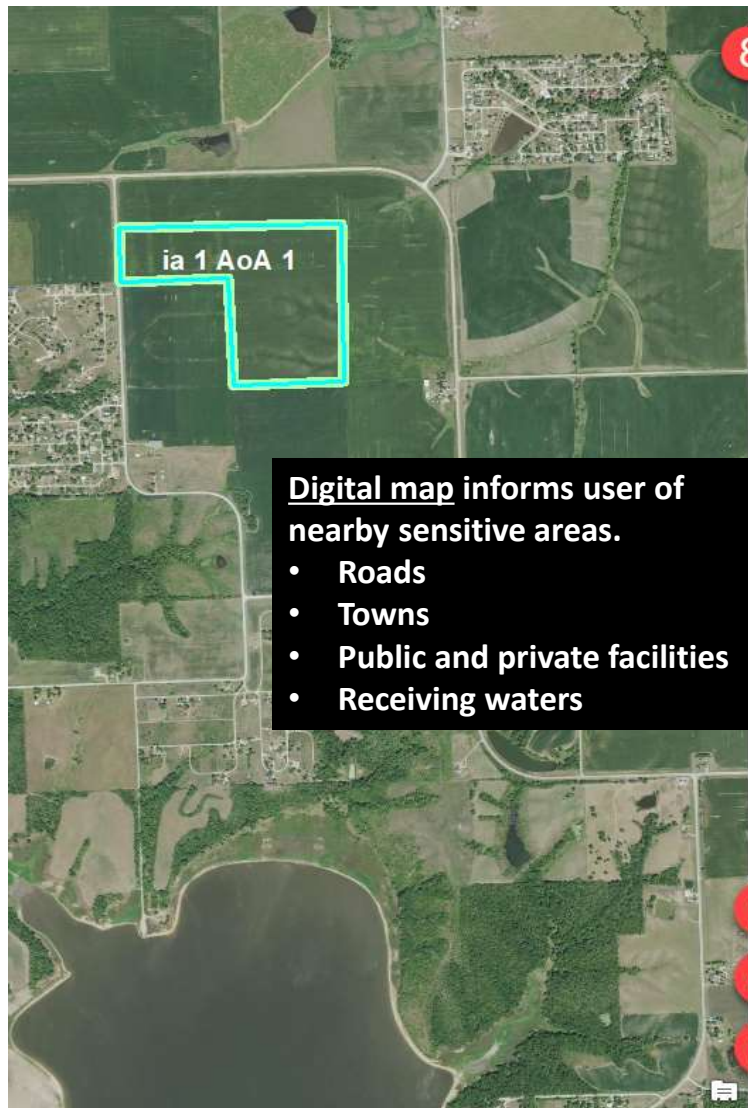 8
ia 1 AoA 1
Digital map informs user of
nearby sensitive areas.
• Roads
• Towns
• Public and private facilities
• Receiving waters